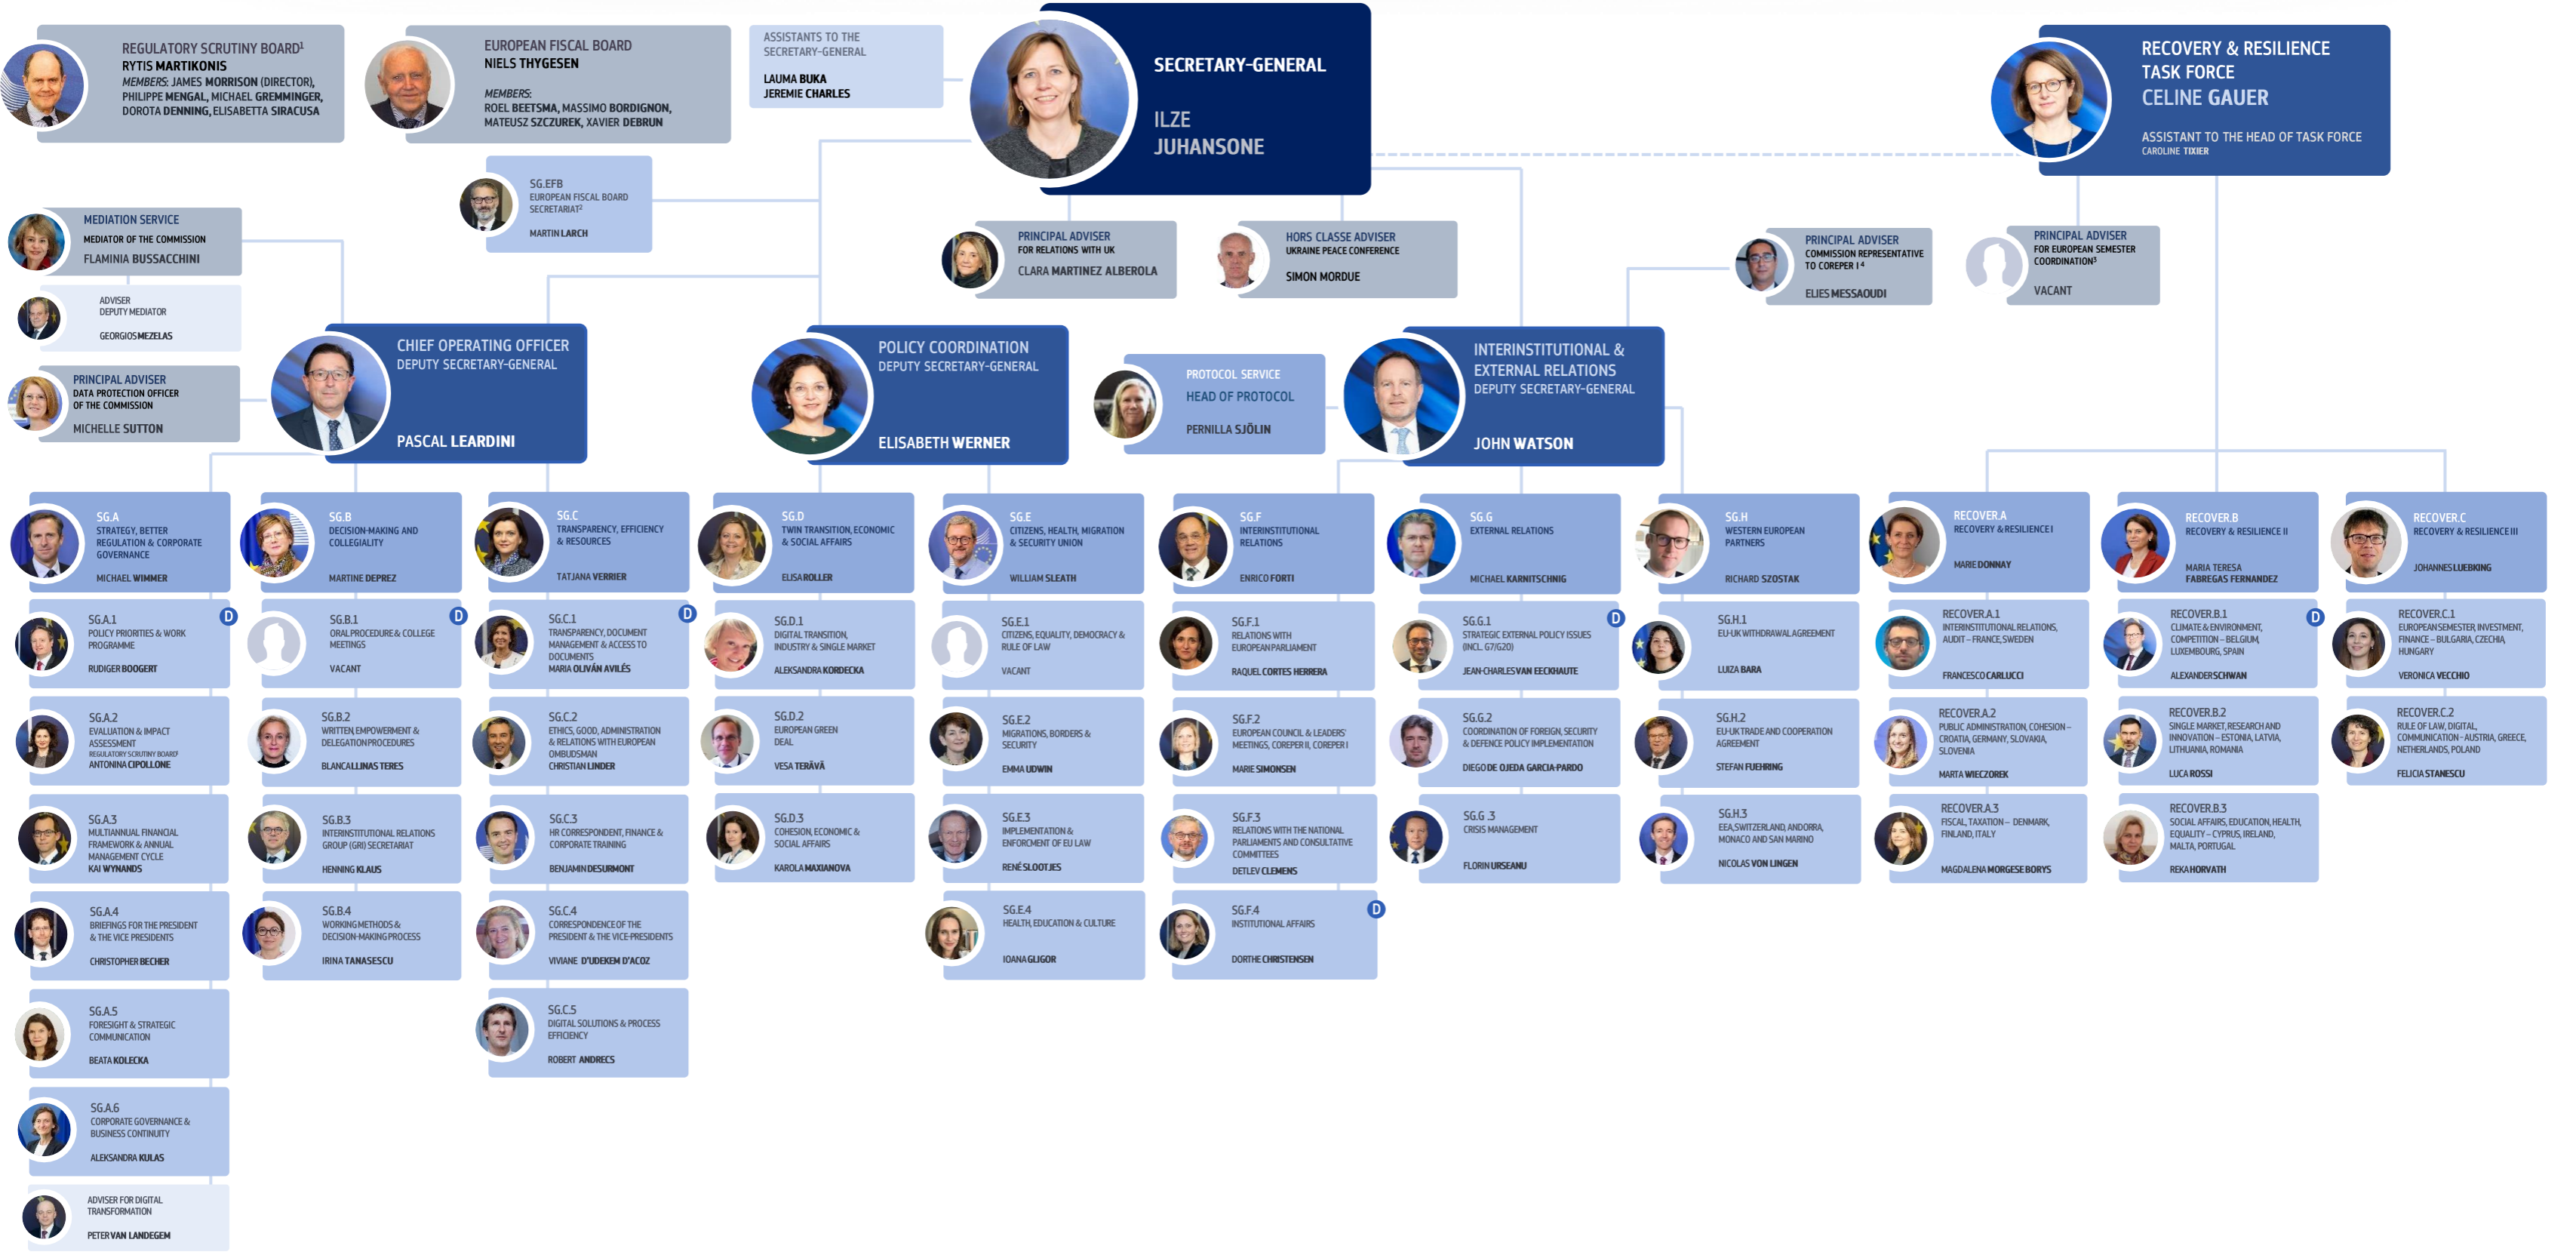 REGULATORY SCRUTINY BOARD¹
RYTIS MARTIKONIS
MEMBERS: JAMES MORRISON (DIRECTOR),
PHILIPPE MENGAL, MICHAEL GREMMINGER,
DOROTA DENNING, ELISABETTA SIRACUSA
EUROPEAN FISCAL BOARD
NIELS THYGESEN
MEMBERS:
ROEL BEETSMA, MASSIMO BORDIGNON,
MATEUSZ SZCZUREK, XAVIER DEBRUN
ASSISTANTS TO THE
SECRETARY-GENERAL
LAUMA BUKA
JEREMIE CHARLES
SECRETARY-GENERAL
ILZE
JUHANSONE
RECOVERY & RESILIENCE
TASK FORCE
CELINE GAUER
ASSISTANT TO THE HEAD OF TASK FORCE
CAROLINE TIXIER
SG.EFB
EUROPEAN FISCAL BOARD
SECRETARIAT²
MARTIN LARCH
MEDIATION SERVICE
MEDIATOR OF THE COMMISSION
FLAMINIA BUSSACCHINI
ADVISER
DEPUTY MEDIATOR
GEORGIOS MEZELAS
PRINCIPAL ADVISER
DATA PROTECTION OFFICER
OF THE COMMISSION
MICHELLE SUTTON
PRINCIPAL ADVISER
FOR RELATIONS WITH UK
CLARA MARTINEZ ALBEROLA
HORS CLASSE ADVISER
UKRAINE PEACE CONFERENCE
SIMON MORDUE
PRINCIPAL ADVISER
COMMISSION REPRESENTATIVE
TO COREPER I ⁴
ELIES MESSAOUDI
PRINCIPAL ADVISER
FOR EUROPEAN SEMESTER
COORDINATION³
VACANT
CHIEF OPERATING OFFICER
DEPUTY SECRETARY-GENERAL
PASCAL LEARDINI
POLICY COORDINATION
DEPUTY SECRETARY-GENERAL
ELISABETH WERNER
PROTOCOL SERVICE
HEAD OF PROTOCOL
PERNILLA SJÖLIN
INTERINSTITUTIONAL &
EXTERNAL RELATIONS
DEPUTY SECRETARY-GENERAL
JOHN WATSON
SG.A
STRATEGY, BETTER
REGULATION & CORPORATE
GOVERNANCE
MICHAEL WIMMER
SG.A.1
D
POLICY PRIORITIES & WORK
PROGRAMME
RUDIGER BOOGERT
SG.A.2
EVALUATION & IMPACT
ASSESSMENT
REGULATORY SCRUTINY BOARD¹
ANTONINA CIPOLLONE
SG.A.3
MULTIANNUAL FINANCIAL
FRAMEWORK & ANNUAL
MANAGEMENT CYCLE
KAI WYNANDS
SG.A.4
BRIEFINGS FOR THE PRESIDENT
& THE VICE PRESIDENTS
CHRISTOPHER BECHER
SG.A.5
FORESIGHT & STRATEGIC
COMMUNICATION
BEATA KOLECKA
SG.A.6
CORPORATE GOVERNANCE &
BUSINESS CONTINUITY
ALEKSANDRA KULAS
ADVISER FOR DIGITAL
TRANSFORMATION
PETER VAN LANDEGEM
SG.B
DECISION-MAKING AND
COLLEGIALITY
MARTINE DEPREZ
SG.B.1
D
ORAL PROCEDURE & COLLEGE
MEETINGS
VACANT
SG.B.2
WRITTEN, EMPOWERMENT &
DELEGATION PROCEDURES
BLANCA LLINAS TERES
SG.B.3
INTERINSTITUTIONAL RELATIONS
GROUP (GRI) SECRETARIAT
HENNING KLAUS
SG.B.4
WORKING METHODS &
DECISION-MAKING PROCESS
IRINA TANASESCU
SG.C
TRANSPARENCY, EFFICIENCY
& RESOURCES
TATJANA VERRIER
SG.C.1
D
TRANSPARENCY, DOCUMENT
MANAGEMENT & ACCESS TO
DOCUMENTS
MARIA OLIVÁN AVILÉS
SG.C.2
ETHICS, GOOD, ADMINISTRATION
& RELATIONS WITH EUROPEAN
OMBUDSMAN
CHRISTIAN LINDER
SG.C.3
HR CORRESPONDENT, FINANCE &
CORPORATE TRAINING
BENJAMIN DESURMONT
SG.C.4
CORRESPONDENCE OF THE
PRESIDENT & THE VICE-PRESIDENTS
VIVIANE D'UDEKEM D'ACOZ
SG.C.5
DIGITAL SOLUTIONS & PROCESS
EFFICIENCY
ROBERT ANDRECS
SG.D
TWIN TRANSITION, ECONOMIC
& SOCIAL AFFAIRS
ELISA ROLLER
SG.D.1
DIGITAL TRANSITION,
INDUSTRY & SINGLE MARKET
ALEKSANDRA KORDECKA
SG.D.2
EUROPEAN GREEN
DEAL
VESA TERÄVÄ
SG.D.3
COHESION, ECONOMIC &
SOCIAL AFFAIRS
KAROLA MAXIANOVA
SG.E
CITIZENS, HEALTH, MIGRATION
& SECURITY UNION
WILLIAM SLEATH
SG.E.1
CITIZENS, EQUALITY, DEMOCRACY &
RULE OF LAW
VACANT
SG.E.2
MIGRATIONS, BORDERS &
SECURITY
EMMA UDWIN
SG.E.3
IMPLEMENTATION &
ENFORCMENT OF EU LAW
RENÉ SLOOTJES
SG.E.4
HEALTH, EDUCATION & CULTURE
IOANA GLIGOR
SG.F
INTERINSTITUTIONAL
RELATIONS
ENRICO FORTI
SG.F.1
RELATIONS WITH
EUROPEAN PARLIAMENT
RAQUEL CORTES HERRERA
SG.F.2
EUROPEAN COUNCIL & LEADERS'
MEETINGS, COREPER II, COREPER I
MARIE SIMONSEN
SG.F.3
RELATIONS WITH THE NATIONAL
PARLIAMENTS AND CONSULTATIVE
COMMITTEES
DETLEV CLEMENS
SG.F.4
D
INSTITUTIONAL AFFAIRS
DORTHE CHRISTENSEN
SG.G
EXTERNAL RELATIONS
MICHAEL KARNITSCHNIG
SG.G.1
D
STRATEGIC EXTERNAL POLICY ISSUES
(INCL. G7/G20)
JEAN-CHARLES VAN EECKHAUTE
SG.G.2
COORDINATION OF FOREIGN, SECURITY
& DEFENCE POLICY IMPLEMENTATION
DIEGO DE OJEDA GARCIA-PARDO
SG.G .3
CRISIS MANAGEMENT
FLORIN URSEANU
SG.H
WESTERN EUROPEAN
PARTNERS
RICHARD SZOSTAK
SG.H.1
EU-UK WITHDRAWAL AGREEMENT
LUIZA BARA
SG.H.2
EU-UK TRADE AND COOPERATION
AGREEMENT
STEFAN FUEHRING
SG.H.3
EEA, SWITZERLAND, ANDORRA,
MONACO AND SAN MARINO
NICOLAS VON LINGEN
RECOVER.A
RECOVERY & RESILIENCE I
MARIE DONNAY
RECOVER.A.1
INTERINSTITUTIONAL RELATIONS,
AUDIT – FRANCE, SWEDEN
FRANCESCO CARLUCCI
RECOVER.A.2
PUBLIC ADMINISTRATION, COHESION –
CROATIA, GERMANY, SLOVAKIA,
SLOVENIA
MARTA WIECZOREK
RECOVER.A.3
FISCAL, TAXATION – DENMARK,
FINLAND, ITALY
MAGDALENA MORGESE BORYS
RECOVER.B
RECOVERY & RESILIENCE II
MARIA TERESA
FABREGAS FERNANDEZ
RECOVER.B.1
D
CLIMATE & ENVIRONMENT,
COMPETITION – BELGIUM,
LUXEMBOURG, SPAIN
ALEXANDER SCHWAN
RECOVER.B.2
SINGLE MARKET, RESEARCH AND
INNOVATION – ESTONIA, LATVIA,
LITHUANIA, ROMANIA
LUCA ROSSI
RECOVER.B.3
SOCIAL AFFAIRS, EDUCATION, HEALTH,
EQUALITY – CYPRUS, IRELAND,
MALTA, PORTUGAL
REKA HORVATH
RECOVER.C
RECOVERY & RESILIENCE III
JOHANNES LUEBKING
RECOVER.C.1
EUROPEAN SEMESTER, INVESTMENT,
FINANCE – BULGARIA, CZECHIA,
HUNGARY
VERONICA VECCHIO
RECOVER.C.2
RULE OF LAW, DIGITAL,
COMMUNICATION - AUSTRIA, GREECE,
NETHERLANDS, POLAND
FELICIA STANESCU